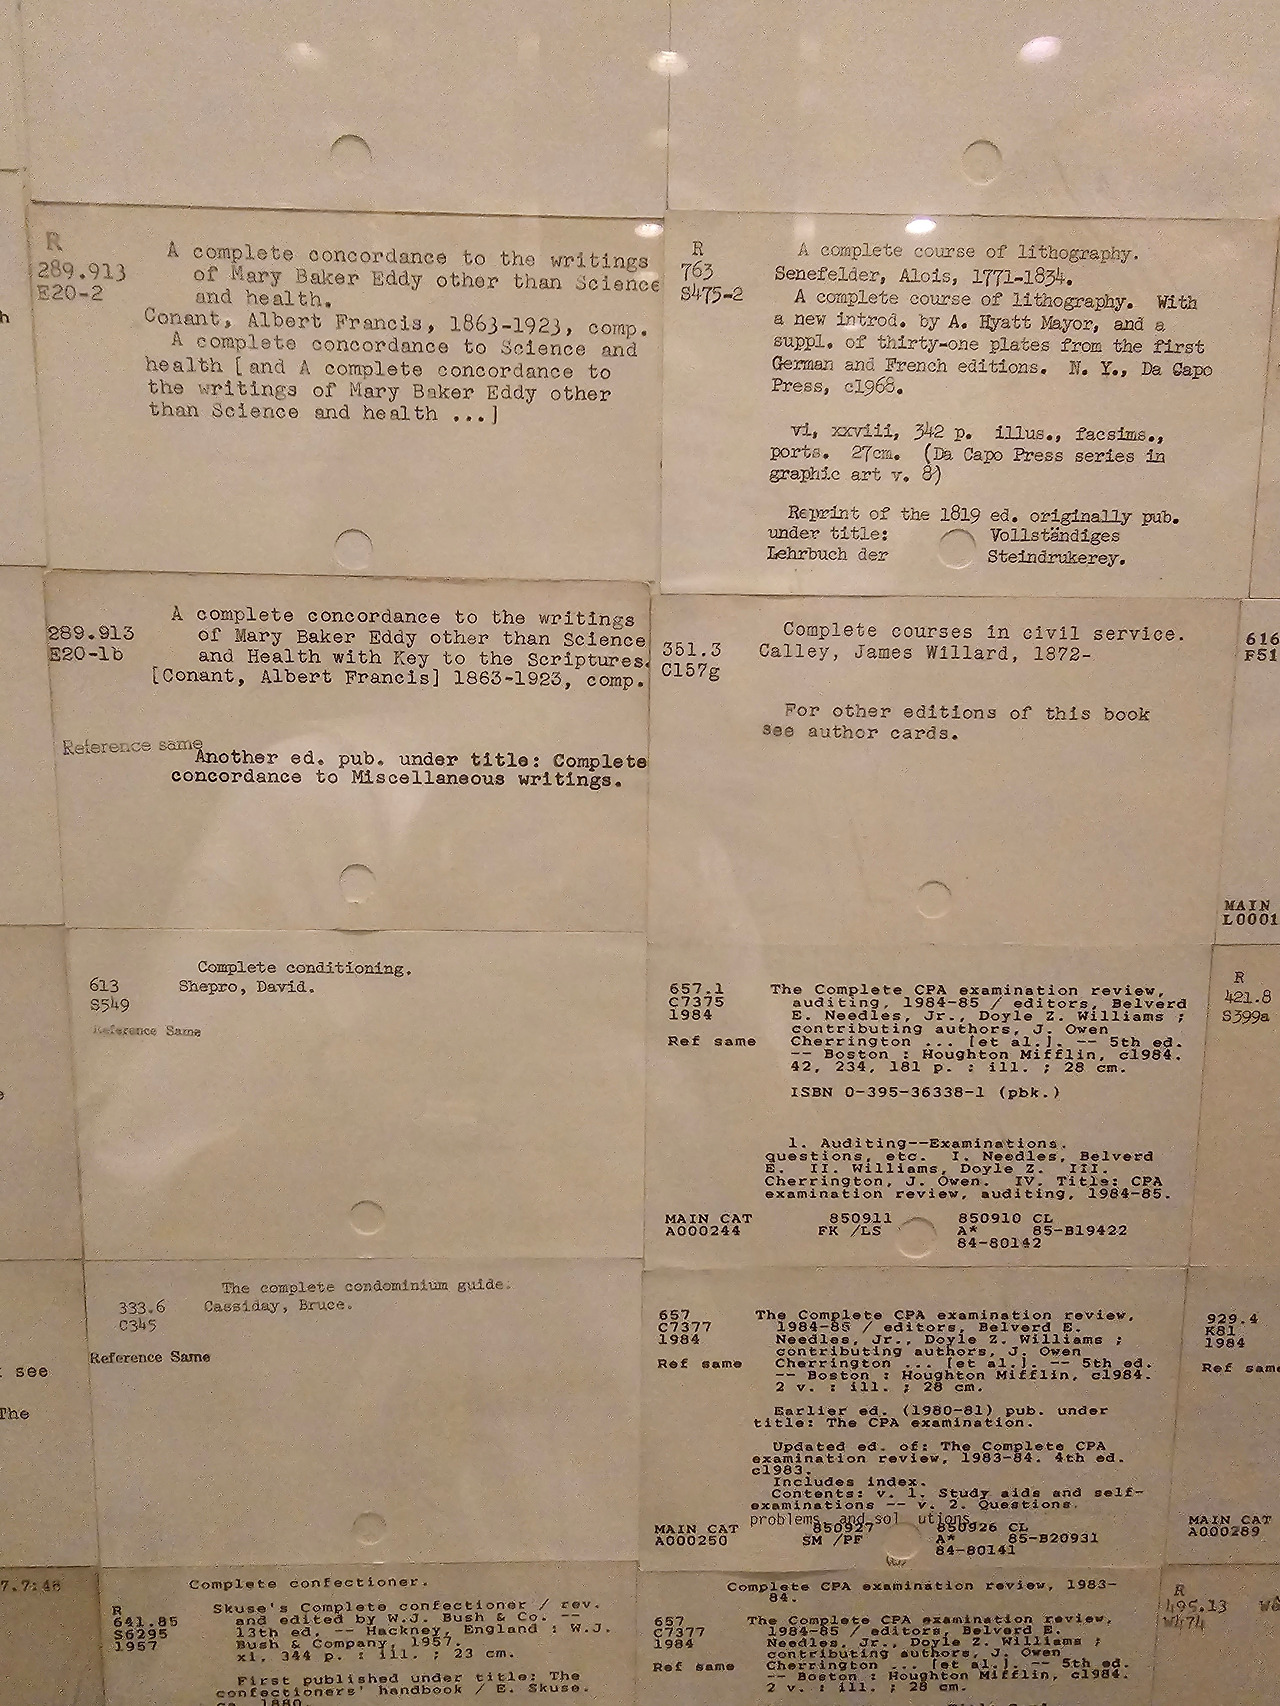 h
R
289.913
E20-2
A complete concordance to the writings
of Mary Baker Eddy other than Science
and health.
Conant, Albert Francis, 1863-1923, comp.
A complete concordance to Science and
health [and A complete concordance to
the writings of Mary Baker Eddy other
than Science and health ...]
R
763
S475-2
A complete course of lithography.
Senefelder, Alois, 1771-1834.
A complete course of lithography. With
a new introd. by A. Hyatt Mayor, and a
suppl. of thirty-one plates from the first
German and French editions. N. Y., Da Capo
Press, c1968.
vi, xxviii, 342 p. illus., facsims.,
ports. 27cm. (Da Capo Press series in
graphic art v. 8)
Reprint of the 1819 ed. originally pub.
under title: Vollständiges
Lehrbuch der Steindrukerey.
289.913
E20-1b
A complete concordance to the writings
of Mary Baker Eddy other than Science
and Health with Key to the Scriptures.
[Conant, Albert Francis] 1863-1923, comp.
Reference same
Another ed. pub. under title: Complete
concordance to Miscellaneous writings.
351.3
C157g
Complete courses in civil service.
Calley, James Willard, 1872-
For other editions of this book
see author cards.
616
F51
MAIN
L0001
Complete conditioning.
613
S549
Shepro, David.
Reference Same
657.1
C7375
1984
Ref same
The Complete CPA examination review,
auditing, 1984-85 / editors, Belverd
E. Needles, Jr., Doyle Z. Williams ;
contributing authors, J. Owen
Cherrington ... [et al.]. -- 5th ed.
-- Boston : Houghton Mifflin, c1984.
42, 234, 181 p. : ill. ; 28 cm.
ISBN 0-395-36338-1 (pbk.)
1. Auditing--Examinations,
questions, etc. I. Needles, Belverd
E. II. Williams, Doyle Z. III.
Cherrington, J. Owen. IV. Title: CPA
examination review, auditing, 1984-85.
MAIN CAT 850911 850910 CL
A000244 FK /LS A* 85-B19422
84-80142
R
421.8
S399a
The complete condominium guide.
333.6
C345
Cassiday, Bruce.
Reference Same
see
The
657
C7377
1984
Ref same
The Complete CPA examination review,
1984-85 / editors, Belverd E.
Needles, Jr., Doyle Z. Williams ;
contributing authors, J. Owen
Cherrington ... [et al.]. -- 5th ed.
-- Boston : Houghton Mifflin, c1984.
2 v. : ill. ; 28 cm.
Earlier ed. (1980-81) pub. under
title: The CPA examination.
Updated ed. of: The Complete CPA
examination review, 1983-84. 4th ed.
c1983.
Includes index.
Contents: v. 1. Study aids and self-
examinations -- v. 2. Questions,
problems and solutions.
MAIN CAT 850927 850926 CL
A000250 SM /PF A* 85-B20931
84-80141
929.4
K81
1984
Ref same
MAIN CAT
A000289
7.7:48
Complete confectioner.
R
641.85
S6295
1957
Skuse's Complete confectioner / rev.
and edited by W.J. Bush & Co. --
13th ed. -- Hackney, England : W.J.
Bush & Company, 1957.
xi, 344 p. : ill. ; 23 cm.
First published under title: The
confectioners' handbook / E. Skuse.
ca. 1880.
Complete CPA examination review, 1983-
84.
657
C7377
1984
Ref same
The Complete CPA examination review,
1984-85 / editors, Belverd E.
Needles, Jr., Doyle Z. Williams ;
contributing authors, J. Owen
Cherrington ... [et al.]. -- 5th ed.
-- Boston : Houghton Mifflin, c1984.
2 v. : ill. ; 28 cm.
R
495.13
W474